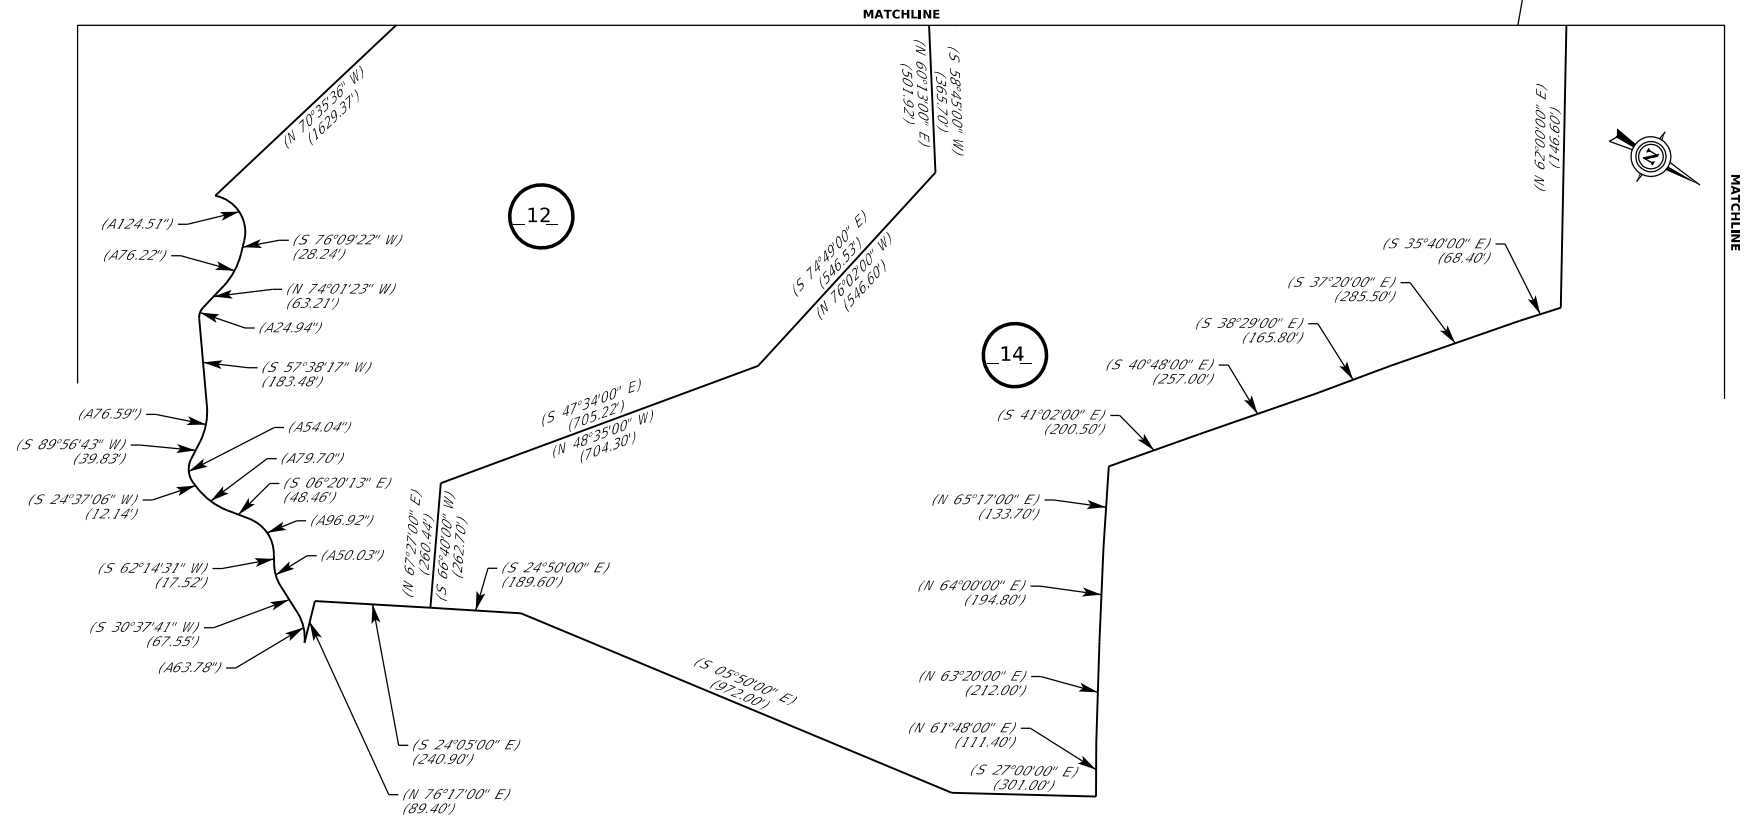 MATCHLINE
(N 70°35'36" W)
(1629.37')
(N 60°13'00" E)
(501.92')
(S 58°45'00" W)
(365.70')
(N 62°00'00" E)
(146.60')
N
MATCHLINE
12
(A124.51")
(S 76°09'22" W)
(28.24')
(A76.22")
(N 74°01'23" W)
(63.21')
(A24.94")
(S 57°38'17" W)
(183.48')
(A76.59")
(A54.04")
(S 89°56'43" W)
(39.83')
(A79.70")
(S 06°20'13" E)
(48.46')
(S 24°37'06" W)
(12.14')
(A96.92")
(A50.03")
(S 62°14'31" W)
(17.52')
(S 30°37'41" W)
(67.55')
(A63.78")
(S 74°49'00" E)
(546.53')
(N 76°02'00" W)
(546.60')
(S 47°34'00" E)
(705.22')
(N 48°35'00" W)
(704.30')
(N 67°27'00" E)
(260.44')
(S 66°40'00" W)
(262.70')
(S 24°50'00" E)
(189.60')
(S 05°50'00" E)
(972.00')
(S 24°05'00" E)
(240.90')
(N 76°17'00" E)
(89.40')
14
(S 35°40'00" E)
(68.40')
(S 37°20'00" E)
(285.50')
(S 38°29'00" E)
(165.80')
(S 40°48'00" E)
(257.00')
(S 41°02'00" E)
(200.50')
(N 65°17'00" E)
(133.70')
(N 64°00'00" E)
(194.80')
(N 63°20'00" E)
(212.00')
(N 61°48'00" E)
(111.40')
(S 27°00'00" E)
(301.00')